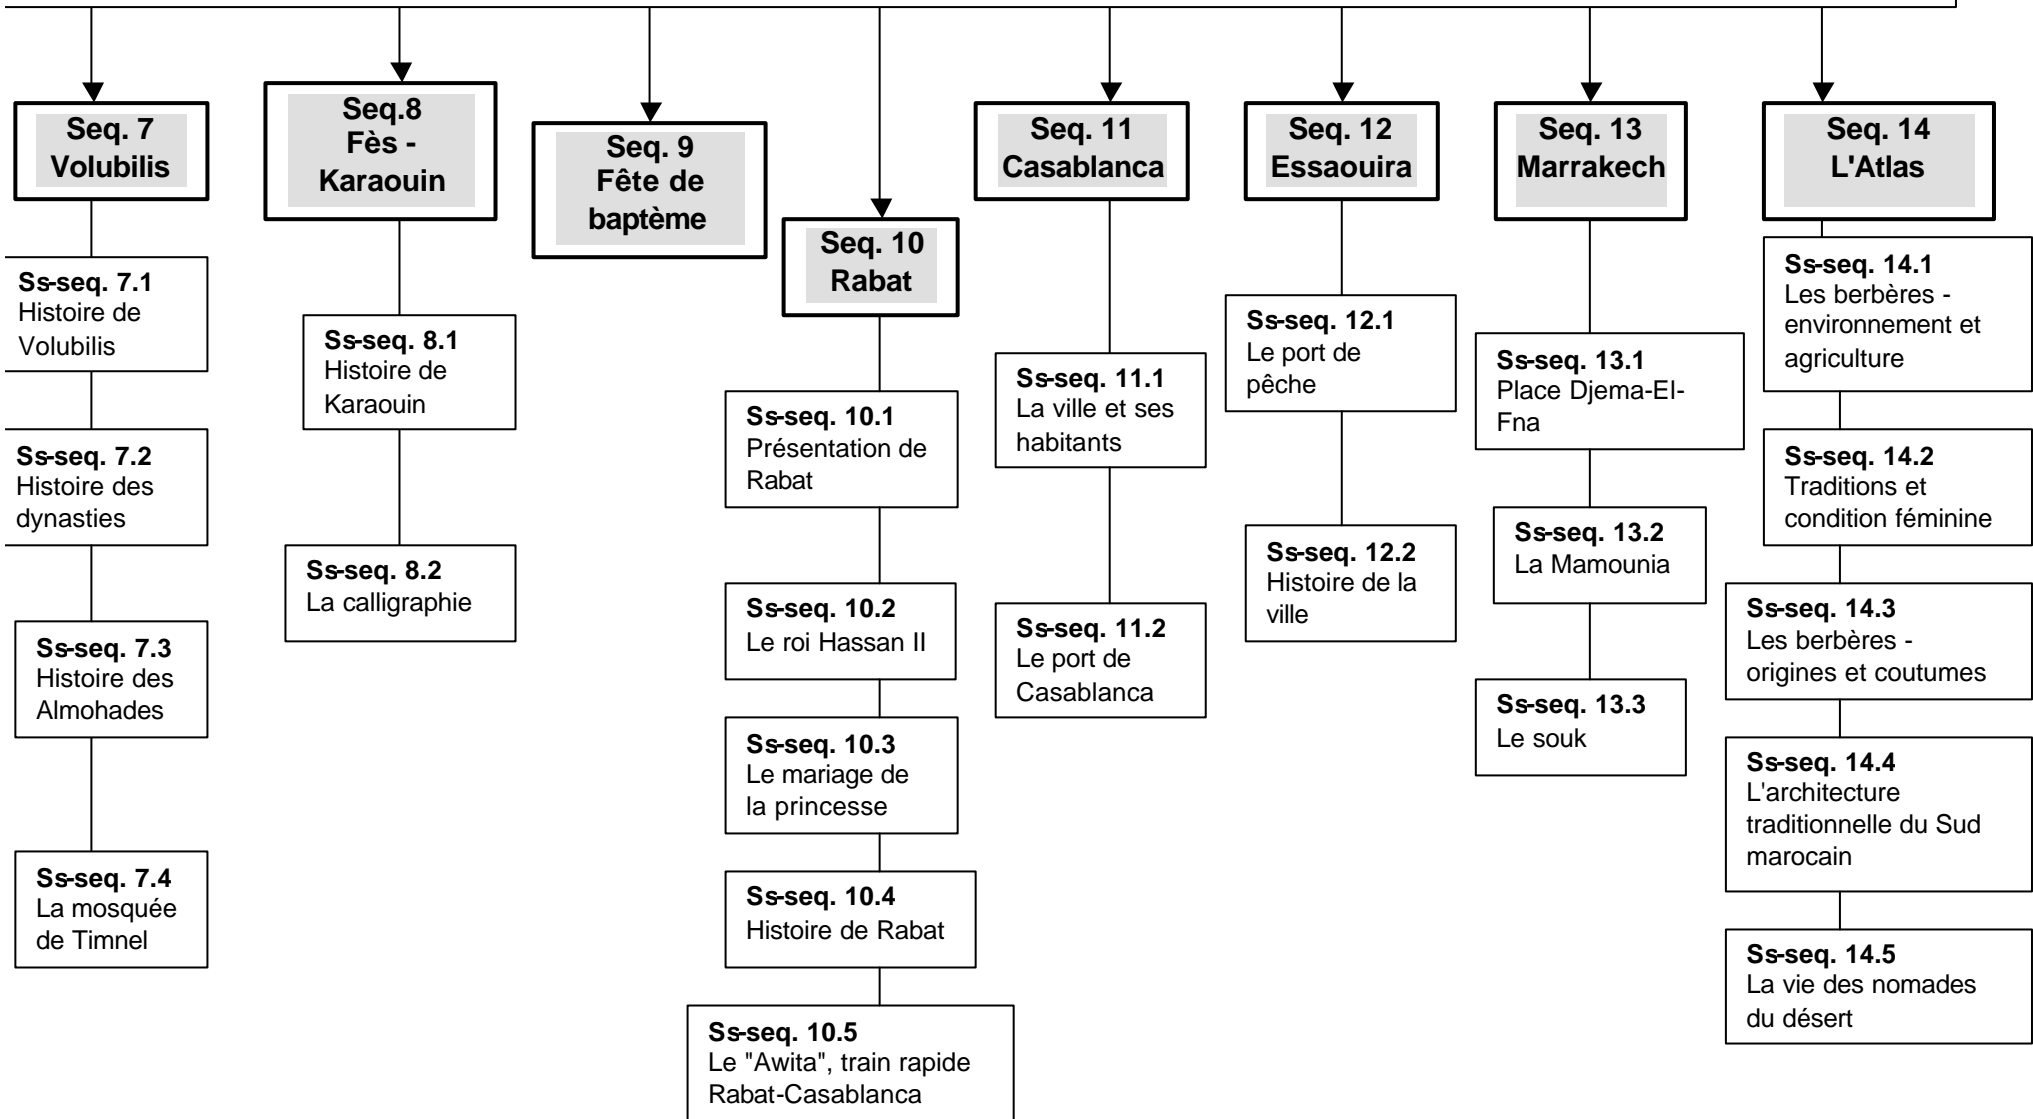 Seq. 7
Volubilis
Ss-seq. 7.1
Histoire de
Volubilis
Ss-seq. 7.2
Histoire des
dynasties
Ss-seq. 7.3
Histoire des
Almohades
Ss-seq. 7.4
La mosquée
de Timnel
Seq.8
Fès -
Karaouin
Ss-seq. 8.1
Histoire de
Karaouin
Ss-seq. 8.2
La calligraphie
Seq. 9
Fête de
baptème
Seq. 10
Rabat
Ss-seq. 10.1
Présentation de
Rabat
Ss-seq. 10.2
Le roi Hassan II
Ss-seq. 10.3
Le mariage de
la princesse
Ss-seq. 10.4
Histoire de Rabat
Ss-seq. 10.5
Le "Awita", train rapide
Rabat-Casablanca
Seq. 11
Casablanca
Ss-seq. 11.1
La ville et ses
habitants
Ss-seq. 11.2
Le port de
Casablanca
Seq. 12
Essaouira
Ss-seq. 12.1
Le port de
pêche
Ss-seq. 12.2
Histoire de la
ville
Seq. 13
Marrakech
Ss-seq. 13.1
Place Djema-El-
Fna
Ss-seq. 13.2
La Mamounia
Ss-seq. 13.3
Le souk
Seq. 14
L'Atlas
Ss-seq. 14.1
Les berbères -
environnement et
agriculture
Ss-seq. 14.2
Traditions et
condition féminine
Ss-seq. 14.3
Les berbères -
origines et coutumes
Ss-seq. 14.4
L'architecture
traditionnelle du Sud
marocain
Ss-seq. 14.5
La vie des nomades
du désert